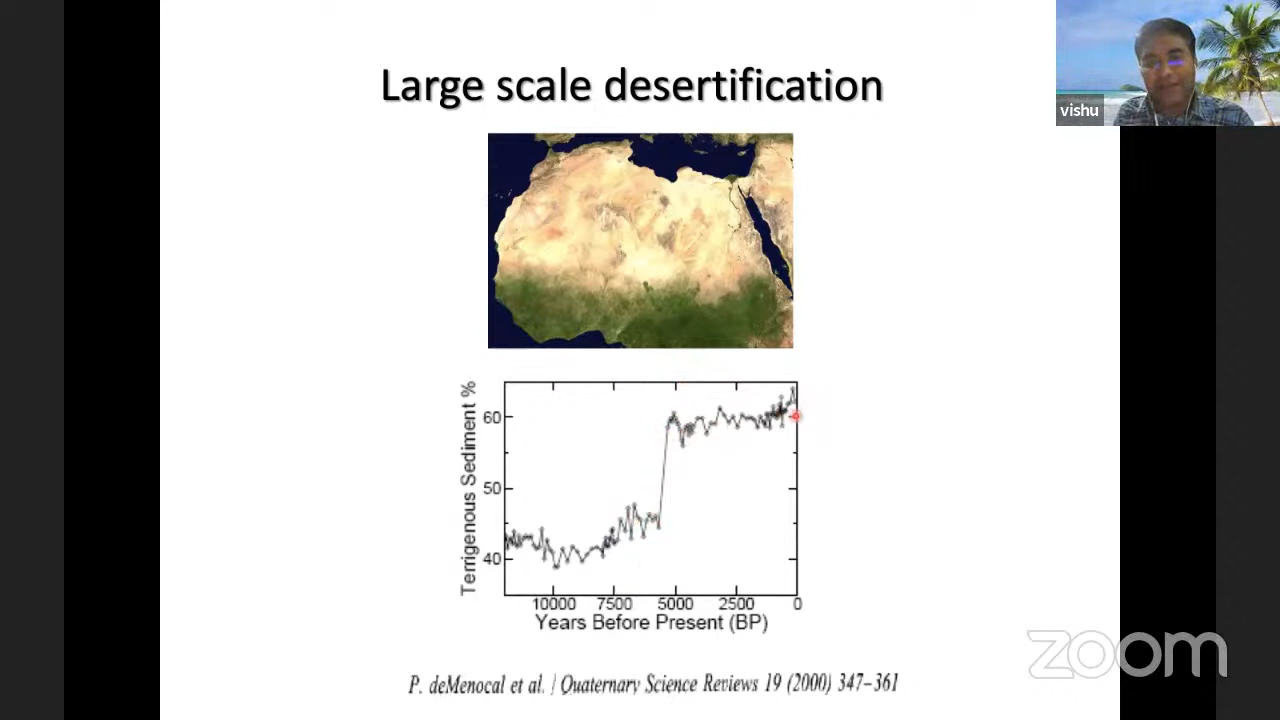 Large scale desertification
vishu
Terrigenous Sediment %
60
50
40
10000 7500 5000 2500 0
Years Before Present (BP)
P. deMenocal et al. / Quaternary Science Reviews 19 (2000) 347–361
zoom